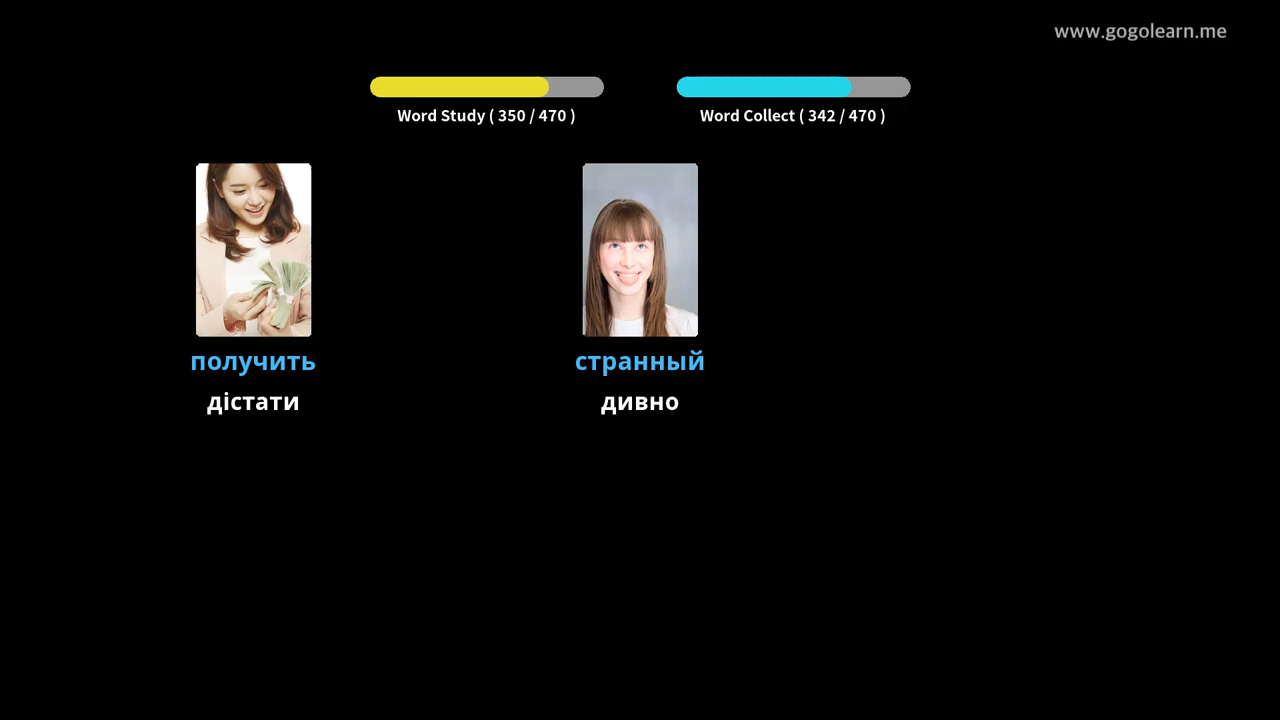 www.gogolearn.me
Word Study ( 350 / 470 )
Word Collect ( 342 / 470 )
получить
странный
дістати
дивно